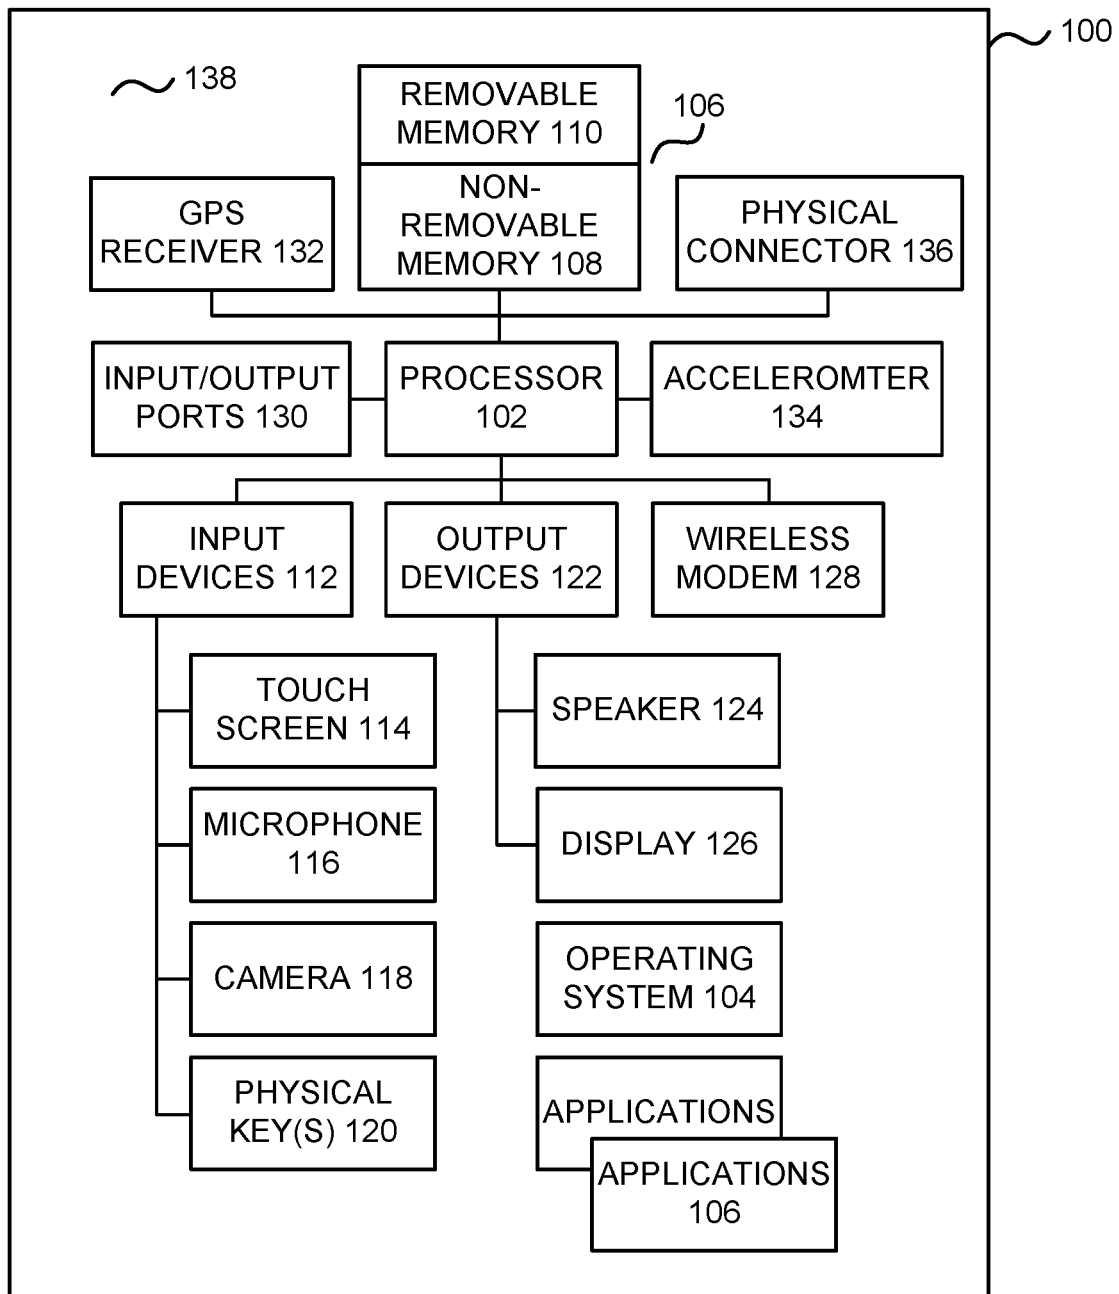 100
138
REMOVABLE
MEMORY 110
106
NON-
REMOVABLE
MEMORY 108
GPS
RECEIVER 132
PHYSICAL
CONNECTOR 136
INPUT/OUTPUT
PORTS 130
PROCESSOR
102
ACCELEROMTER
134
INPUT
DEVICES 112
OUTPUT
DEVICES 122
WIRELESS
MODEM 128
TOUCH
SCREEN 114
SPEAKER 124
MICROPHONE
116
DISPLAY 126
CAMERA 118
OPERATING
SYSTEM 104
PHYSICAL
KEY(S) 120
APPLICATIONS
APPLICATIONS
106